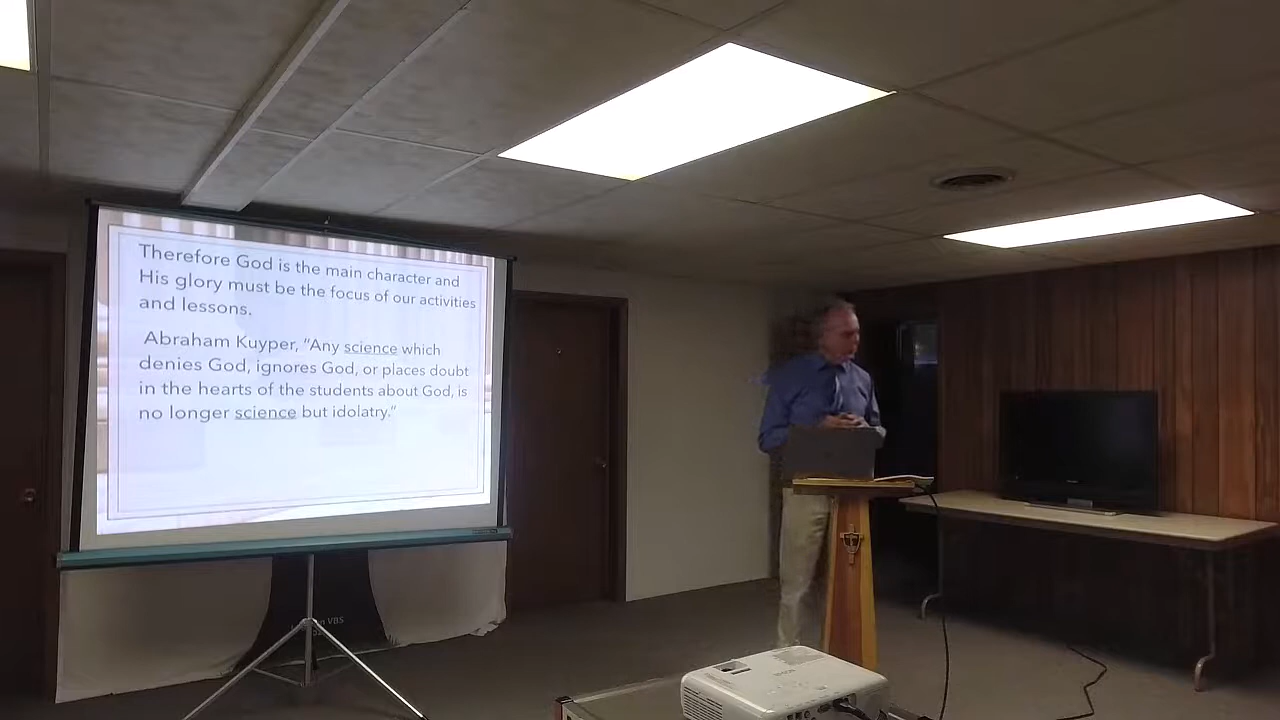 Therefore God is the main character and
His glory must be the focus of our activities
and lessons.
Abraham Kuyper, “Any science which
denies God, ignores God, or places doubt
in the hearts of the students about God, is
no longer science but idolatry.”
VBS